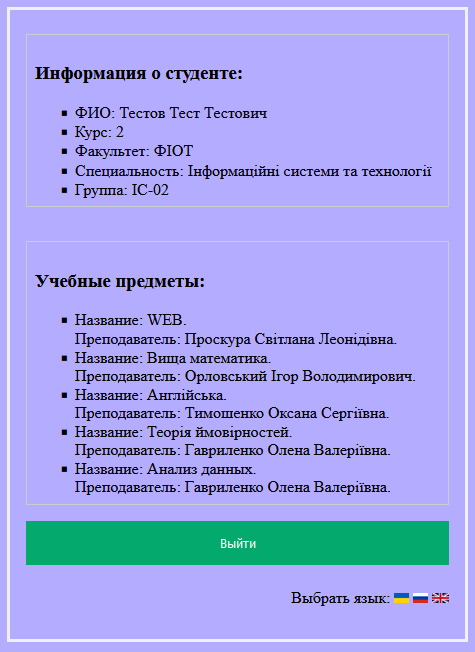 Информация о студенте:
ФИО: Тестов Тест Тестович
Курс: 2
Факультет: ФІОТ
Специальность: Інформаційні системи та технології
Группа: ІС-02
Учебные предметы:
Название: WEB.
Преподаватель: Проскура Світлана Леонідівна.
Название: Вища математика.
Преподаватель: Орловський Ігор Володимирович.
Название: Англійська.
Преподаватель: Тимошенко Оксана Сергіївна.
Название: Теорія ймовірностей.
Преподаватель: Гавриленко Олена Валеріївна.
Название: Анализ данных.
Преподаватель: Гавриленко Олена Валеріївна.
Выйти
Выбрать язык: